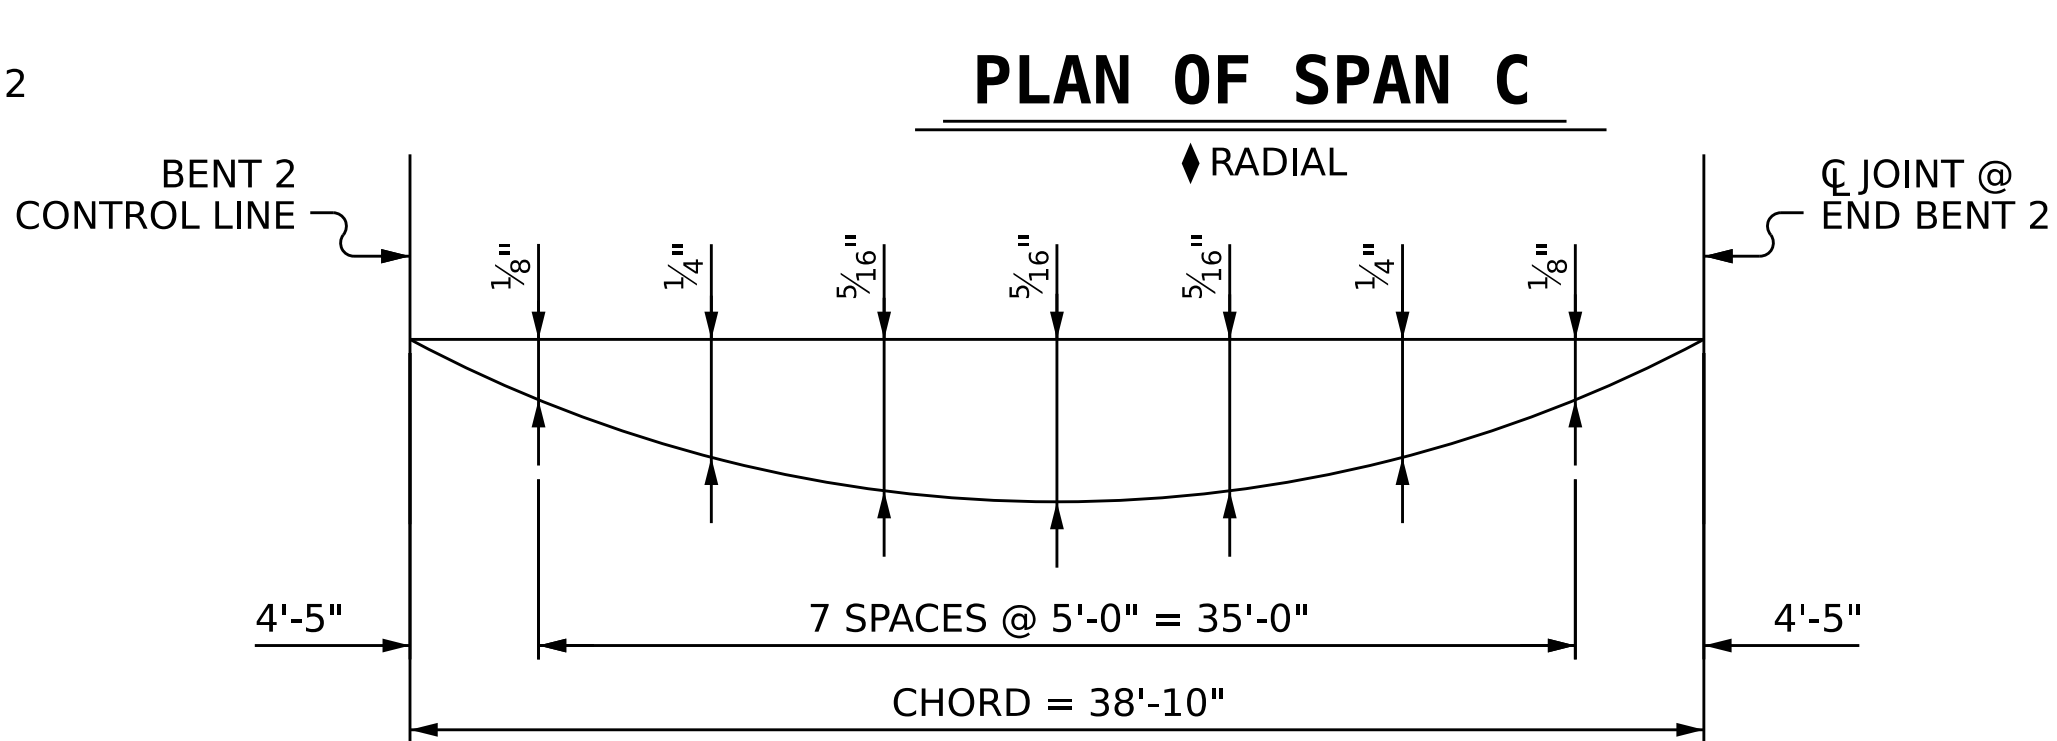 2
PLAN OF SPAN C
♦ RADIAL
BENT 2
CONTROL LINE
℄ JOINT @
END BENT 2
1⁄8"
1⁄4"
5⁄16"
5⁄16"
5⁄16"
1⁄4"
1⁄8"
4'-5"
7 SPACES @ 5'-0" = 35'-0"
4'-5"
CHORD = 38'-10"